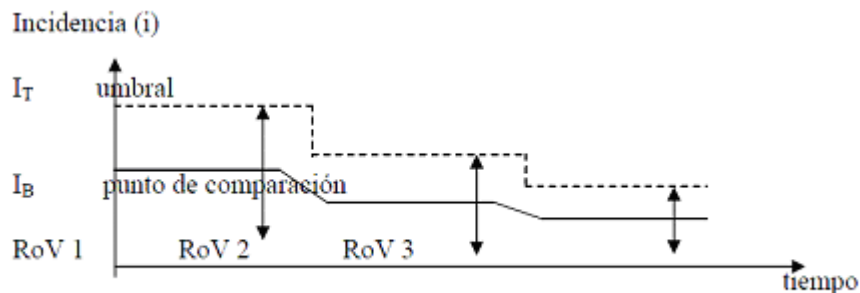 Incidencia (i)
I_T umbral
I_B punto de comparación
RoV 1 RoV 2 RoV 3
tiempo